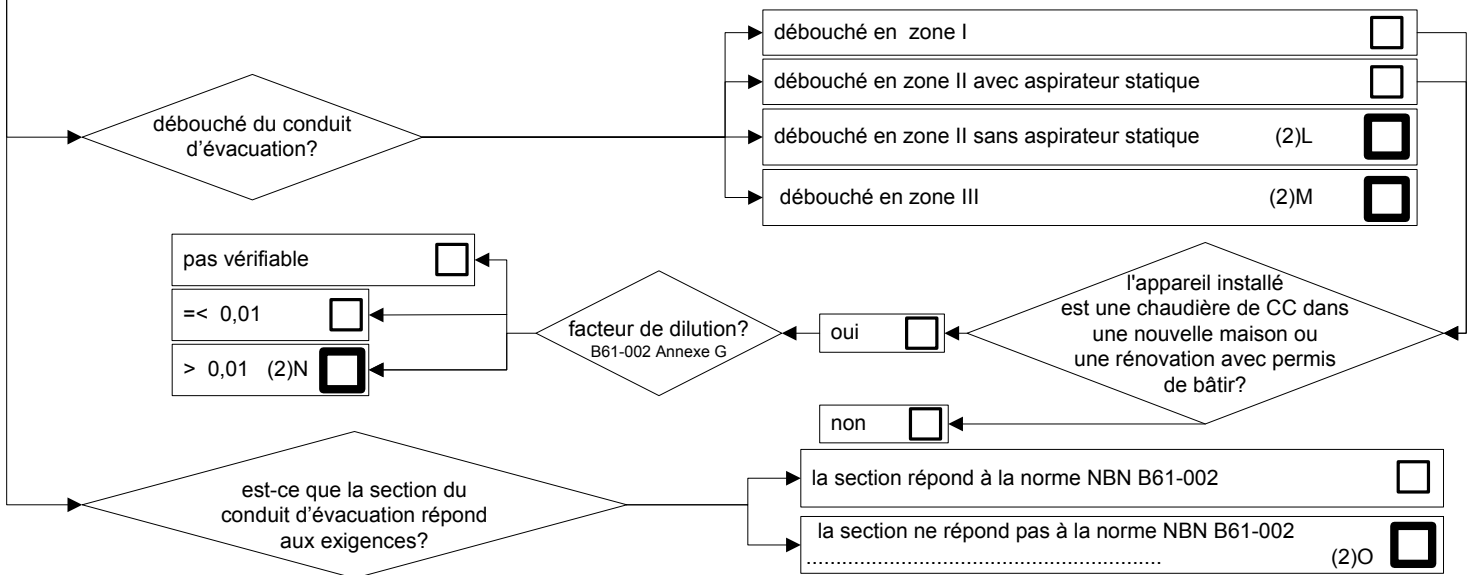 débouché en zone I
débouché en zone II avec aspirateur statique
débouché du conduit
d'évacuation?
débouché en zone II sans aspirateur statique (2)L
débouché en zone III (2)M
l'appareil installé
est une chaudière de CC dans
une nouvelle maison ou
une rénovation avec permis
de bâtir?
oui
non
facteur de dilution?
B61-002 Annexe G
pas vérifiable
=< 0,01
> 0,01 (2)N
est-ce que la section du
conduit d'évacuation répond
aux exigences?
la section répond à la norme NBN B61-002
la section ne répond pas à la norme NBN B61-002
............................................................ (2)O